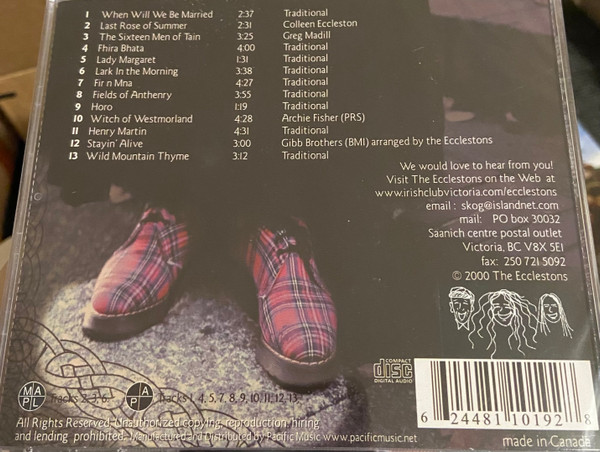 1 When Will We Be Married 2:37 Traditional
2 Last Rose of Summer 2:31 Colleen Eccleston
3 The Sixteen Men of Tain 3:25 Greg Madill
4 Fhira Bhata 4:00 Traditional
5 Lady Margaret 1:31 Traditional
6 Lark In the Morning 3:38 Traditional
7 Fir n Mna 4:27 Traditional
8 Fields of Anthenry 3:55 Traditional
9 Horo 1:19 Traditional
10 Witch of Westmorland 4:38 Archie Fisher (PRS)
11 Henry Martin 4:31 Traditional
12 Stayin' Alive 3:00 Gibb Brothers (BMI) arranged by the Ecclestons
13 Wild Mountain Thyme 3:12 Traditional
We would love to hear from you!
Visit The Ecclestons on the Web at
www.irishclubvictoria.com/ecclestons
email: skog@islandnet.com
mail: PO box 30032
Saanich centre postal outlet
Victoria, BC V8X 5E1
fax: 250 721 5092
© 2000 The Ecclestons
COMPACT
disc
DIGITAL AUDIO
MAPL Tracks 2, 3, 6, A P A Tracks 1, 4, 5, 7, 8, 9, 10, 11, 12, 13
All Rights Reserved. Unauthorized copying, reproduction, hiring
and lending prohibited. Manufactured and Distributed by Pacific Music www.pacificmusic.net
6 24481 10192 8
made in Canada